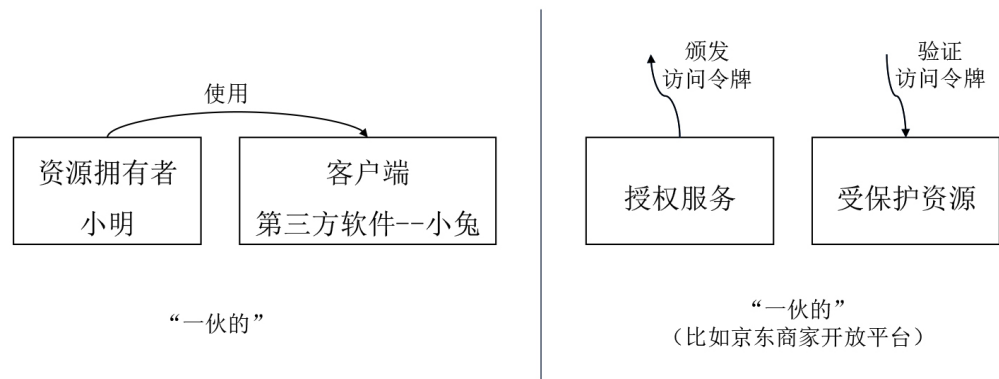 使用
资源拥有者
小明
客户端
第三方软件--小兔
“一伙的”
颁发
访问令牌
验证
访问令牌
授权服务
受保护资源
“一伙的”
（比如京东商家开放平台）